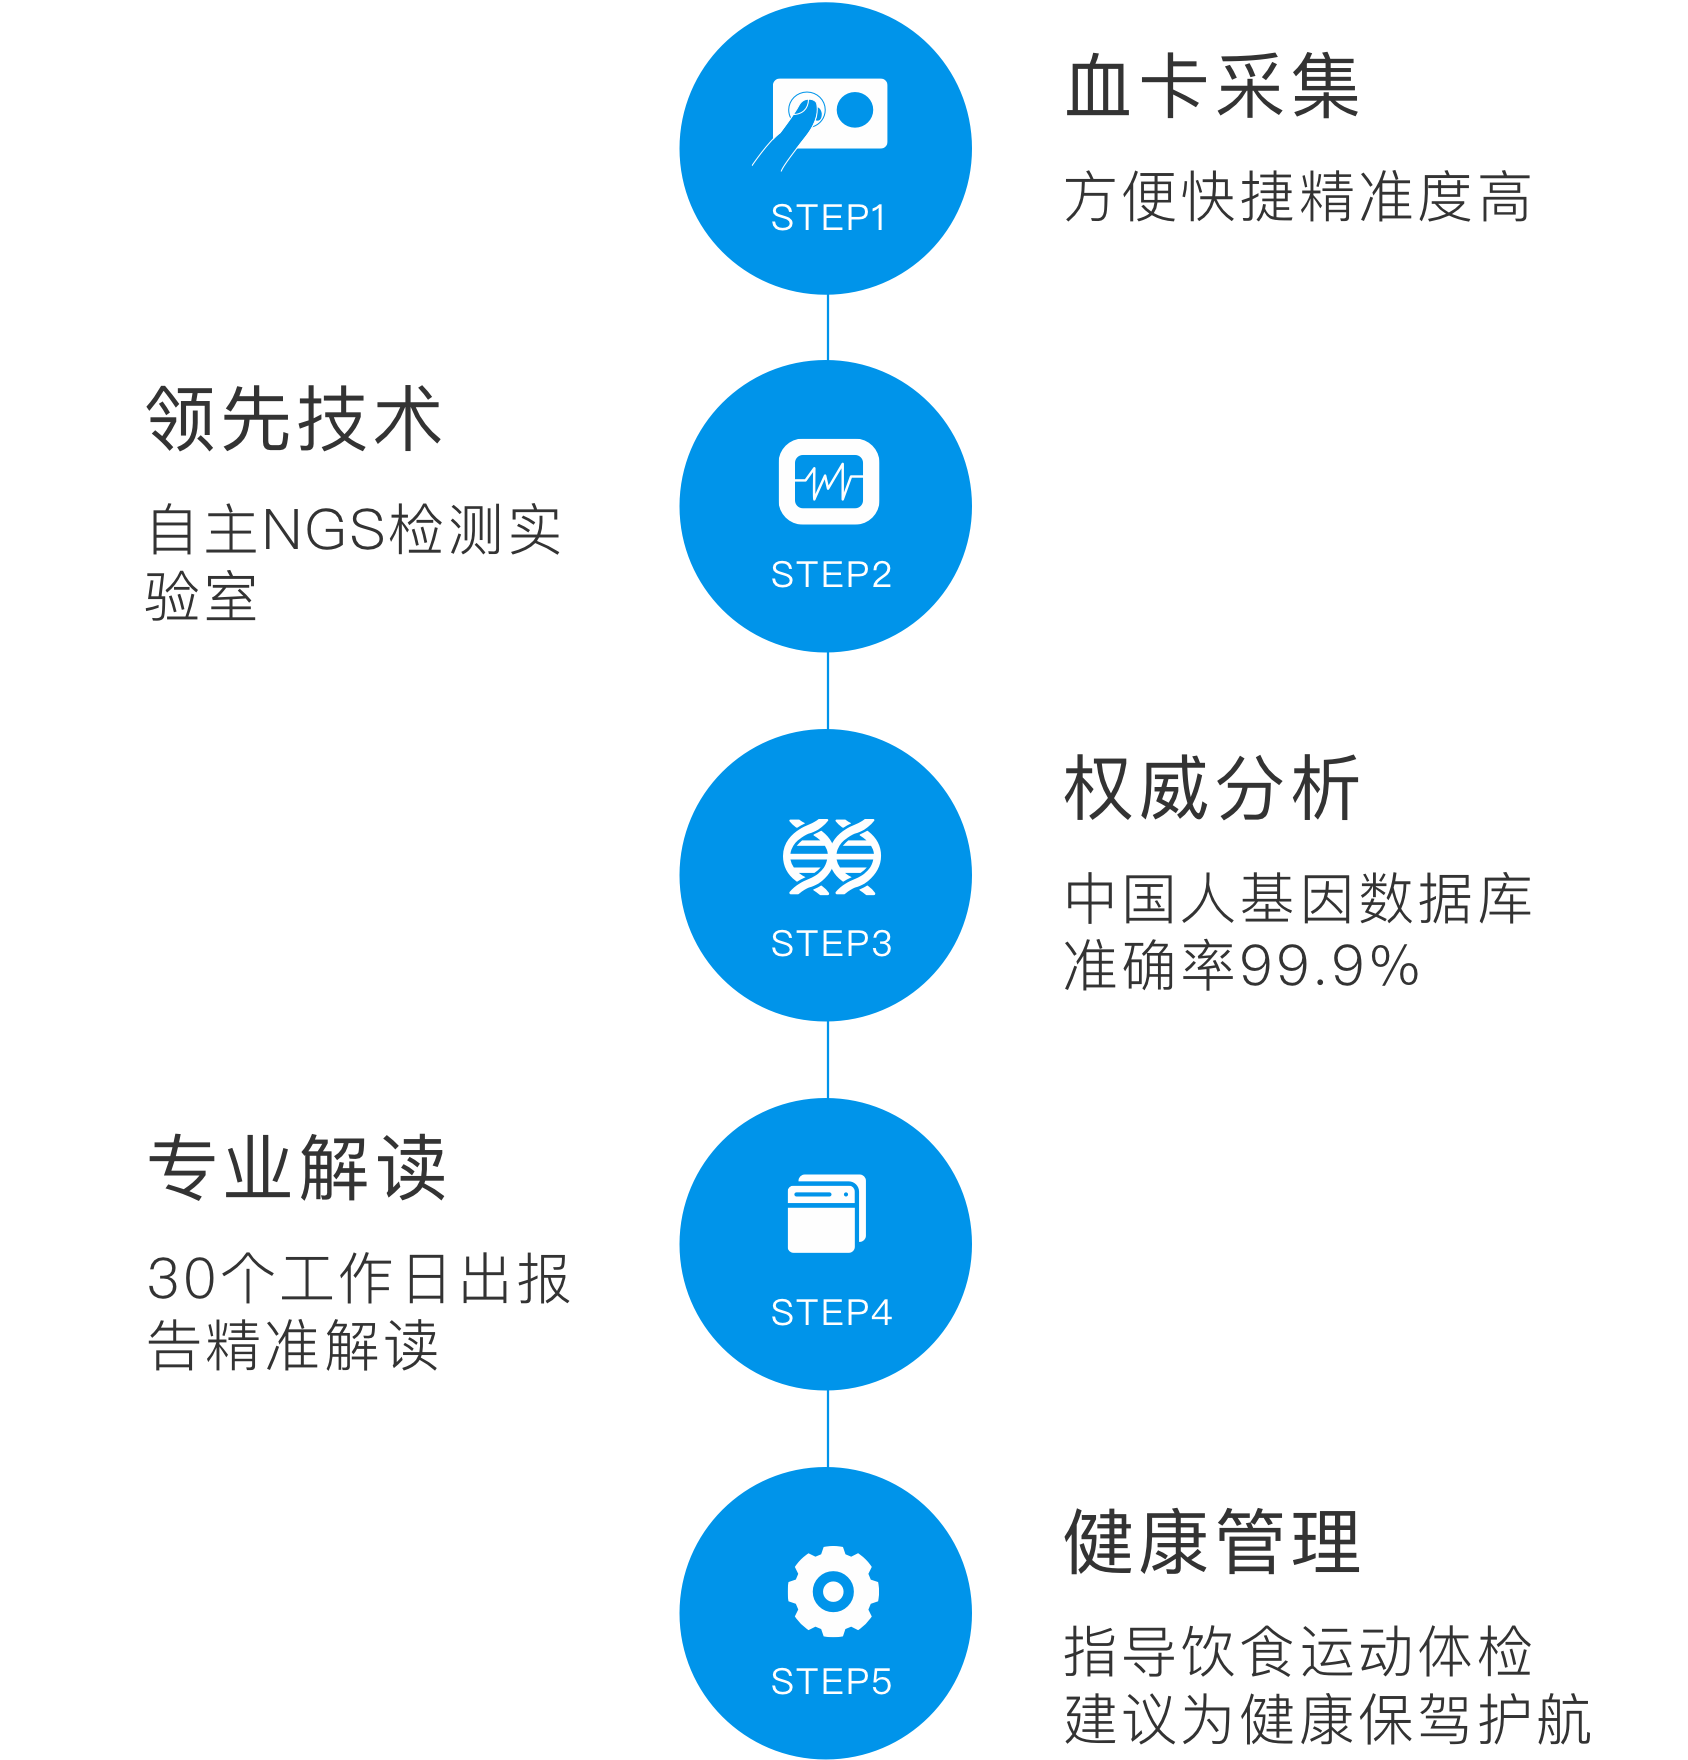 血卡采集
方便快捷精准度高
STEP1
领先技术
自主NGS检测实
验室
STEP2
权威分析
中国人基因数据库
准确率99.9%
STEP3
专业解读
30个工作日出报
告精准解读
STEP4
健康管理
指导饮食运动体检
建议为健康保驾护航
STEP5